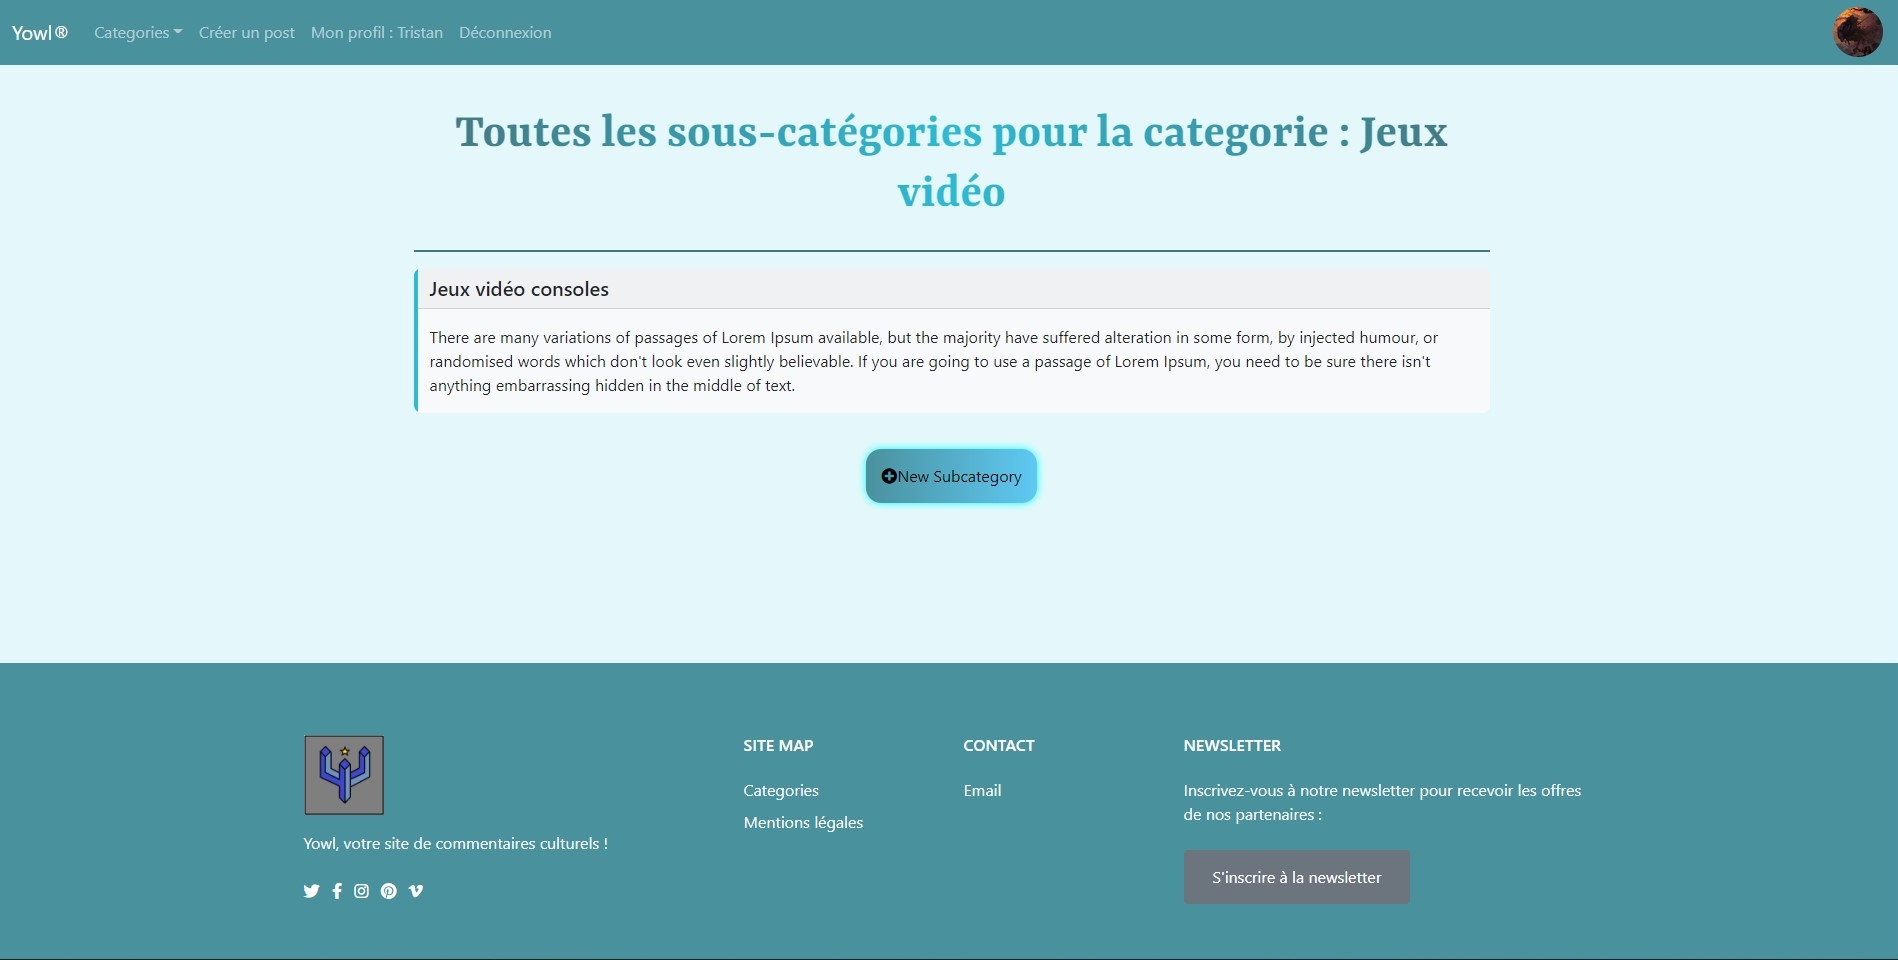 Yowl ®
Categories
Créer un post
Mon profil : Tristan
Déconnexion
Toutes les sous-catégories pour la categorie : Jeux
vidéo
Jeux vidéo consoles
There are many variations of passages of Lorem Ipsum available, but the majority have suffered alteration in some form, by injected humour, or
randomised words which don't look even slightly believable. If you are going to use a passage of Lorem Ipsum, you need to be sure there isn't
anything embarrassing hidden in the middle of text.
New Subcategory
Yowl, votre site de commentaires culturels !
SITE MAP
Categories
Mentions légales
CONTACT
Email
NEWSLETTER
Inscrivez-vous à notre newsletter pour recevoir les offres
de nos partenaires :
S'inscrire à la newsletter